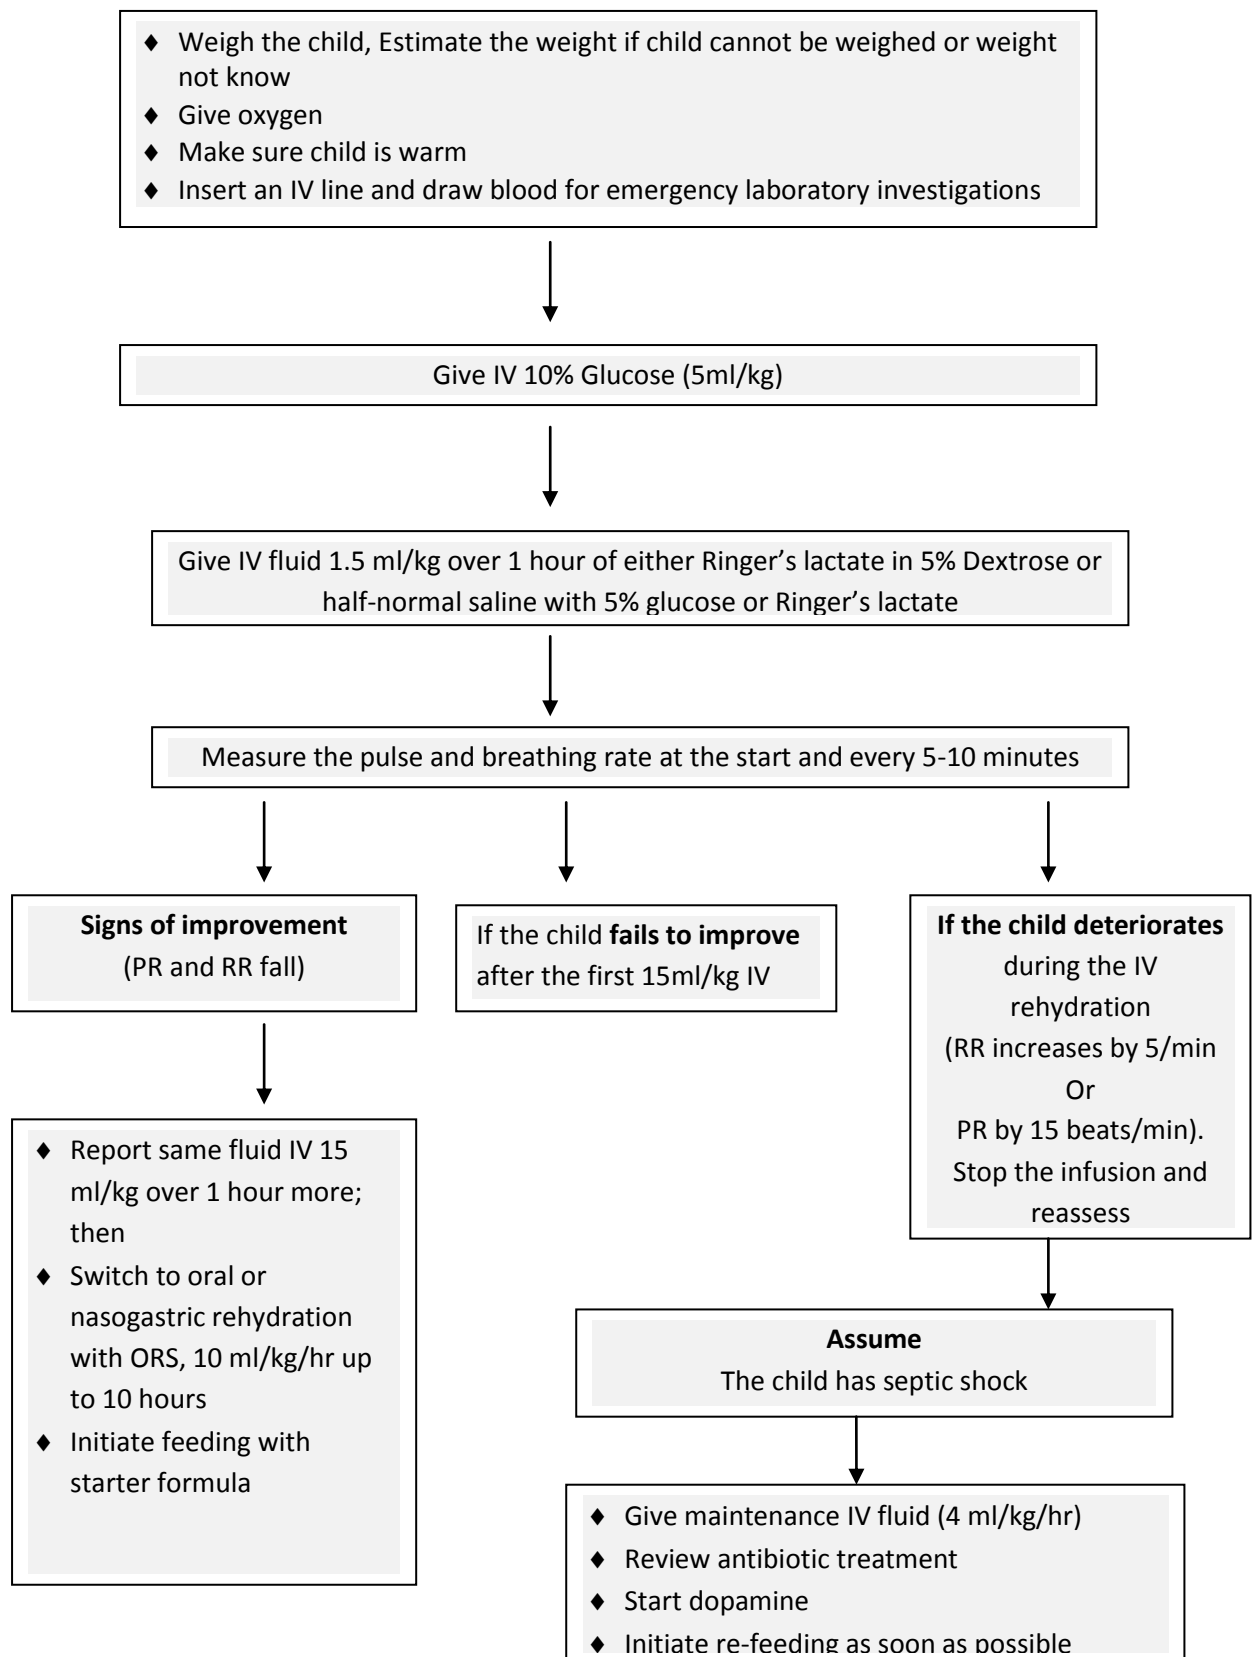 ♦ Weigh the child, Estimate the weight if child cannot be weighed or weight
not know
♦ Give oxygen
♦ Make sure child is warm
♦ Insert an IV line and draw blood for emergency laboratory investigations
Give IV 10% Glucose (5ml/kg)
Give IV fluid 1.5 ml/kg over 1 hour of either Ringer’s lactate in 5% Dextrose or
half-normal saline with 5% glucose or Ringer’s lactate
Measure the pulse and breathing rate at the start and every 5-10 minutes
Signs of improvement
(PR and RR fall)
If the child fails to improve
after the first 15ml/kg IV
If the child deteriorates
during the IV
rehydration
(RR increases by 5/min
Or
PR by 15 beats/min).
Stop the infusion and
reassess
♦ Report same fluid IV 15
ml/kg over 1 hour more;
then
♦ Switch to oral or
nasogastric rehydration
with ORS, 10 ml/kg/hr up
to 10 hours
♦ Initiate feeding with
starter formula
Assume
The child has septic shock
♦ Give maintenance IV fluid (4 ml/kg/hr)
♦ Review antibiotic treatment
♦ Start dopamine
♦ Initiate re-feeding as soon as possible